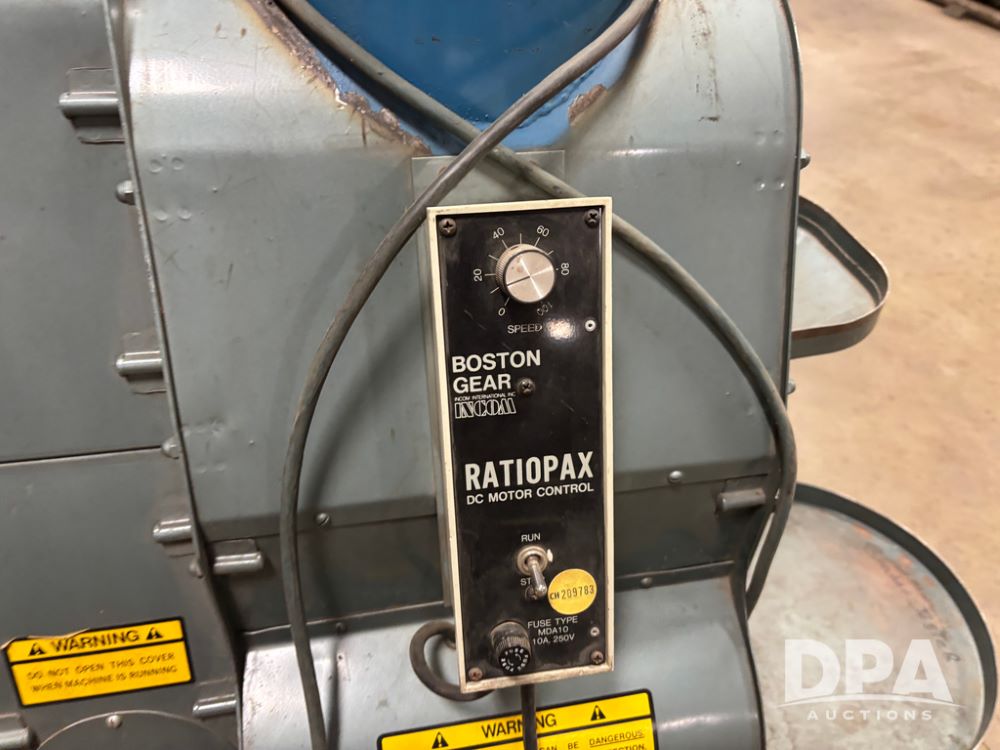 40 60
20 80
0 100
SPEED
BOSTON
GEAR
INCOM INTERNATIONAL INC
INCOM
RATIOPAX
DC MOTOR CONTROL
RUN
CH 209783
FUSE TYPE
MDA10
10A, 250V
WARNING
DO NOT OPEN THIS COVER
WHEN MACHINE IS RUNNING
WARNING
CAN BE DANGEROUS
DPA
AUCTIONS